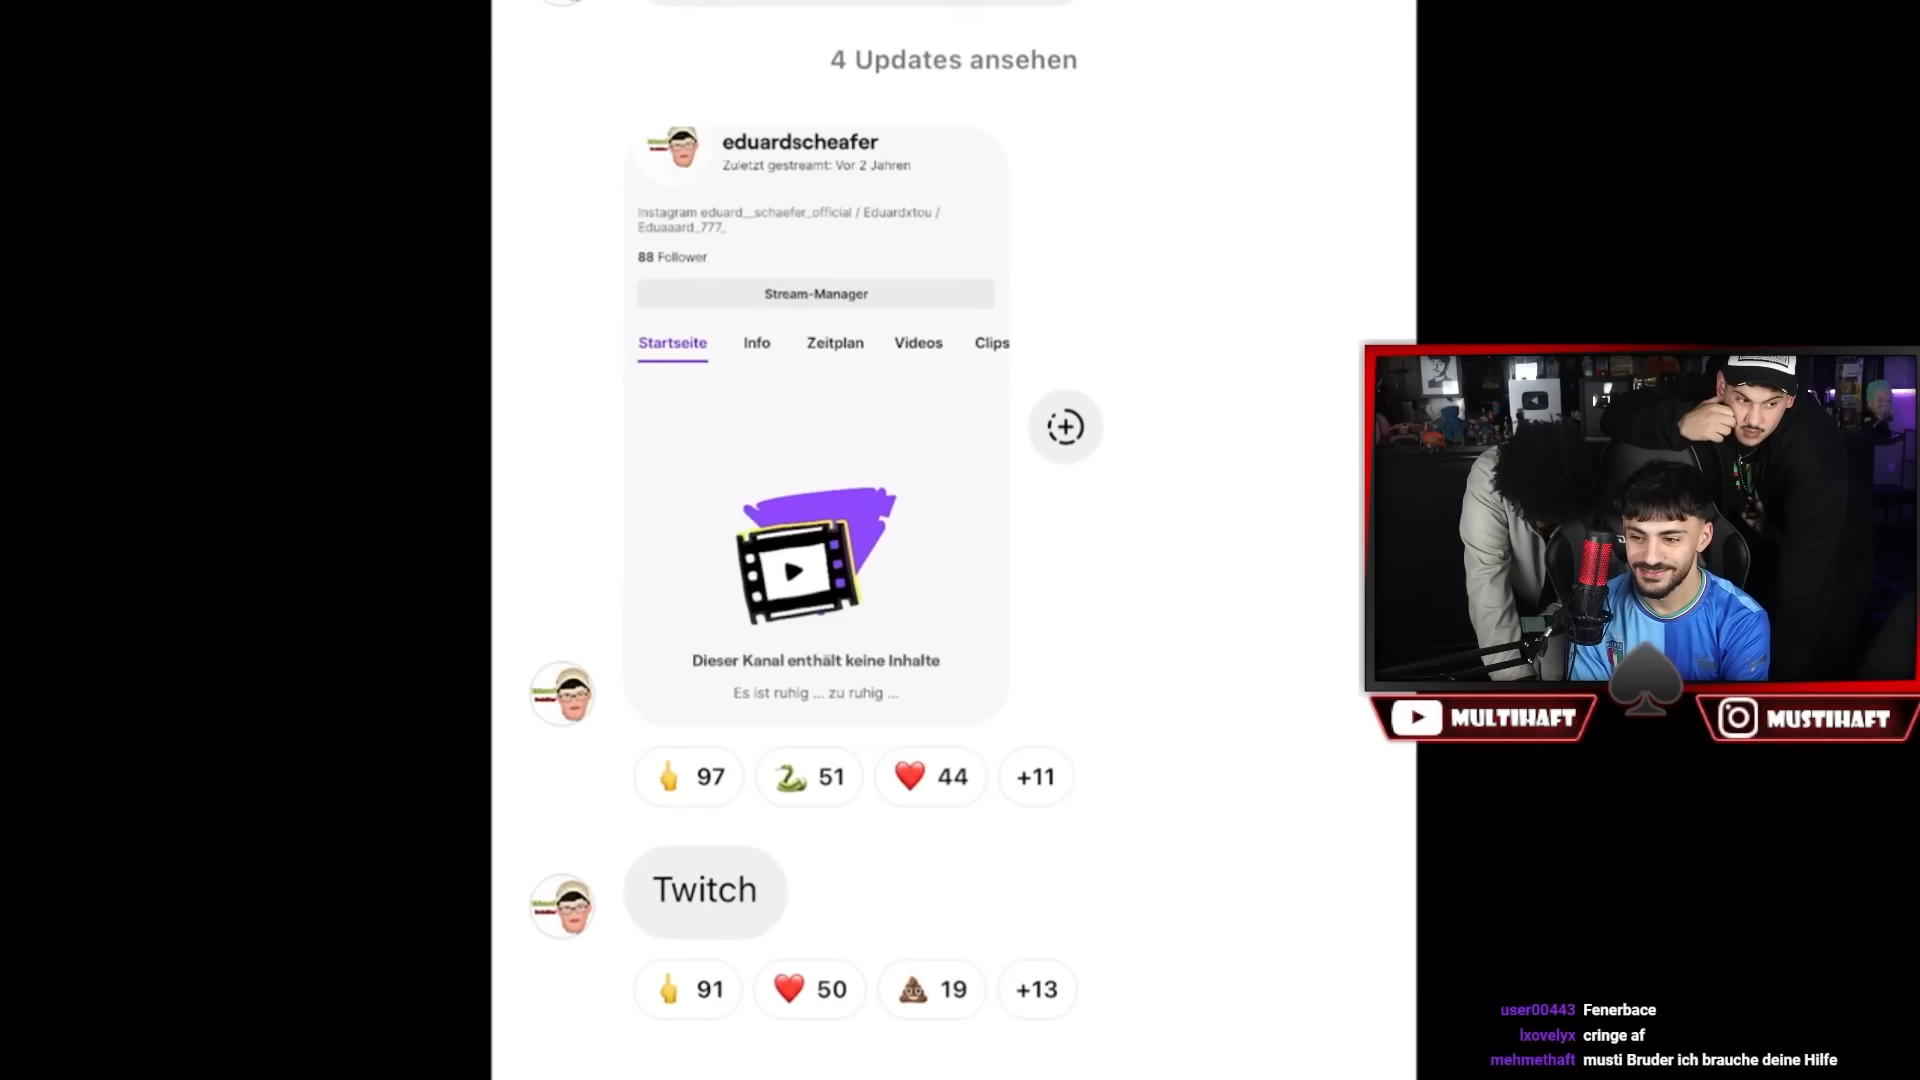 4 Updates ansehen
eduardscheafer
Zuletzt gestreamt: Vor 2 Jahren
Instagram eduard__schaefer_official / Eduardxtou /
Eduaaard_777_
88 Follower
Stream-Manager
Startseite Info Zeitplan Videos Clips
Dieser Kanal enthält keine Inhalte
Es ist ruhig ... zu ruhig ...
97 51 44 +11
Twitch
91 50 19 +13
MULTIHAFT MUSTIHAFT
user00443 Fenerbace
lxovelyx cringe af
mehmethaft musti Bruder ich brauche deine Hilfe